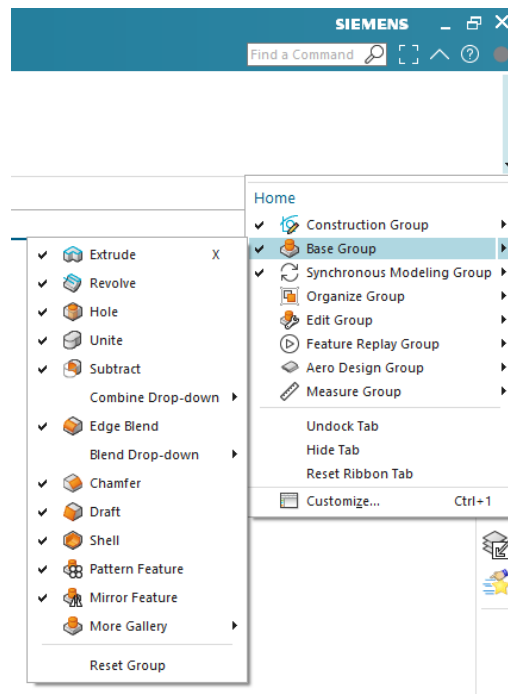 SIEMENS
Find a Command
Home
Construction Group
Base Group
Synchronous Modeling Group
Organize Group
Edit Group
Feature Replay Group
Aero Design Group
Measure Group
Undock Tab
Hide Tab
Reset Ribbon Tab
Customize... Ctrl+1
Extrude X
Revolve
Hole
Unite
Subtract
Combine Drop-down
Edge Blend
Blend Drop-down
Chamfer
Draft
Shell
Pattern Feature
Mirror Feature
More Gallery
Reset Group